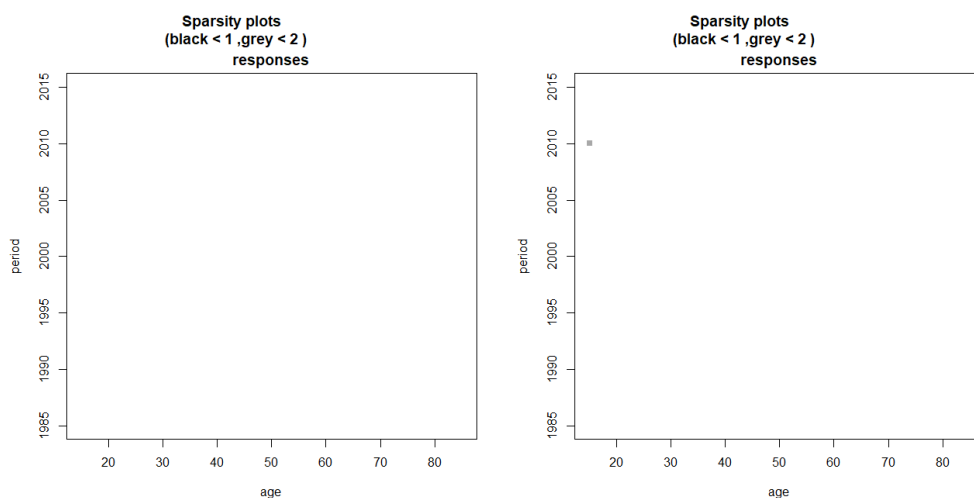 Sparsity plots
(black < 1 ,grey < 2 )
responses
2015
2010
2005
2000
1995
1990
1985
period
20 30 40 50 60 70 80
age
Sparsity plots
(black < 1 ,grey < 2 )
responses
2015
2010
2005
2000
1995
1990
1985
period
20 30 40 50 60 70 80
age